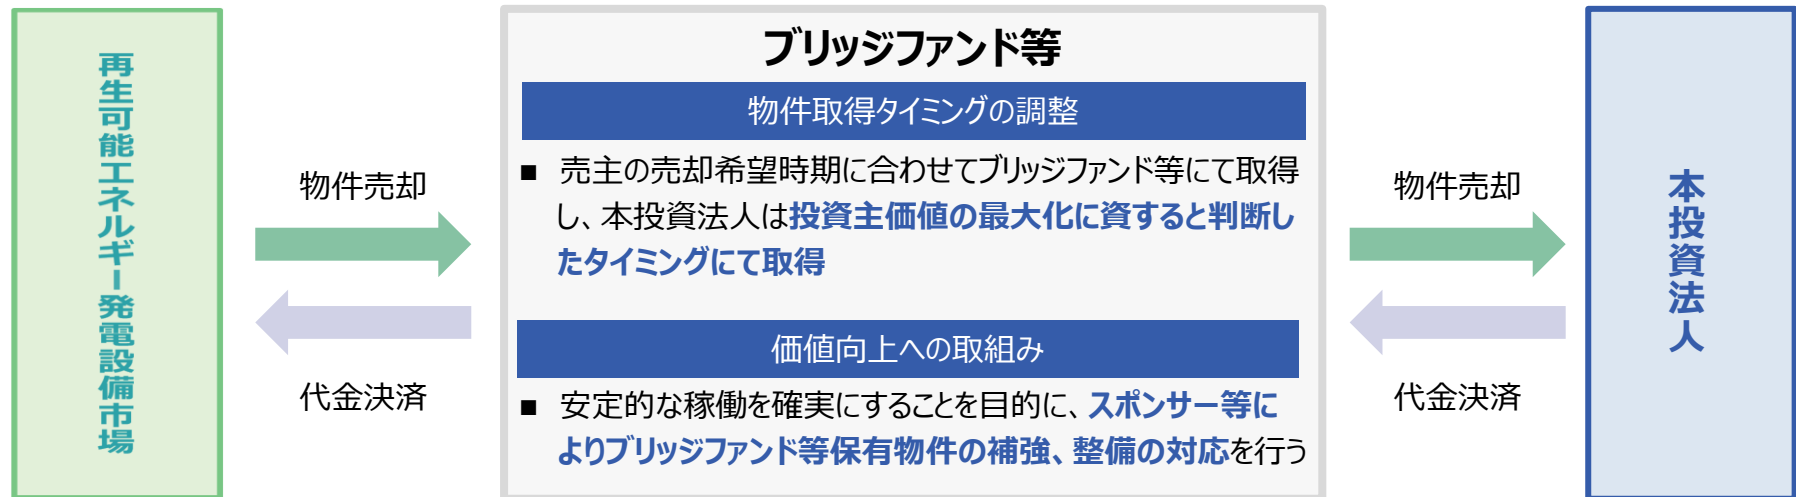 再生可能エネルギー発電設備市場
物件売却
代金決済
ブリッジファンド等
物件取得タイミングの調整
■ 売主の売却希望時期に合わせてブリッジファンド等にて取得
し、本投資法人は投資主価値の最大化に資すると判断し
たタイミングにて取得
価値向上への取組み
■ 安定的な稼働を確実にすることを目的に、スポンサー等に
よりブリッジファンド等保有物件の補強、整備の対応を行う
物件売却
代金決済
本投資法人